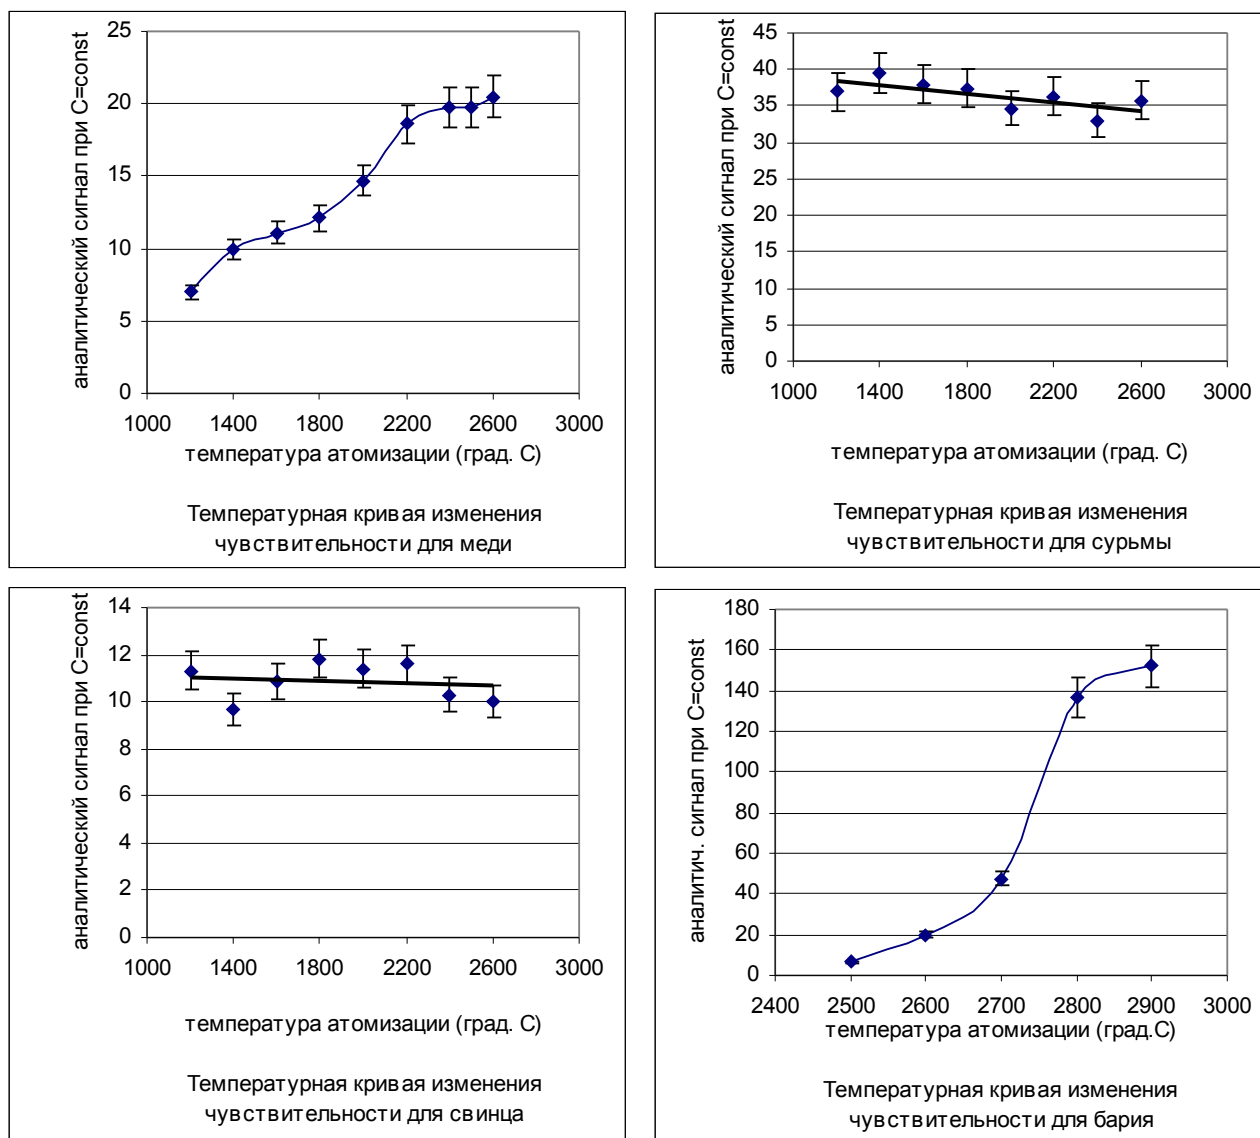 аналитический сигнал при C=const
25
20
15
10
5
0
1000 1400 1800 2200 2600 3000
температура атомизации (град. С)
Температурная кривая изменения
чувствительности для меди
аналитический сигнал при C=const
45
40
35
30
25
20
15
10
5
0
1000 1400 1800 2200 2600 3000
температура атомизации (град. С)
Температурная кривая изменения
чувствительности для сурьмы
аналитический сигнал при C=const
14
12
10
8
6
4
2
0
1000 1400 1800 2200 2600 3000
температура атомизации (град. С)
Температурная кривая изменения
чувствительности для свинца
аналитич. сигнал при C=const
180
160
140
120
100
80
60
40
20
0
2400 2500 2600 2700 2800 2900 3000
температура атомизации (град.С)
Температурная кривая изменения
чувствительности для бария